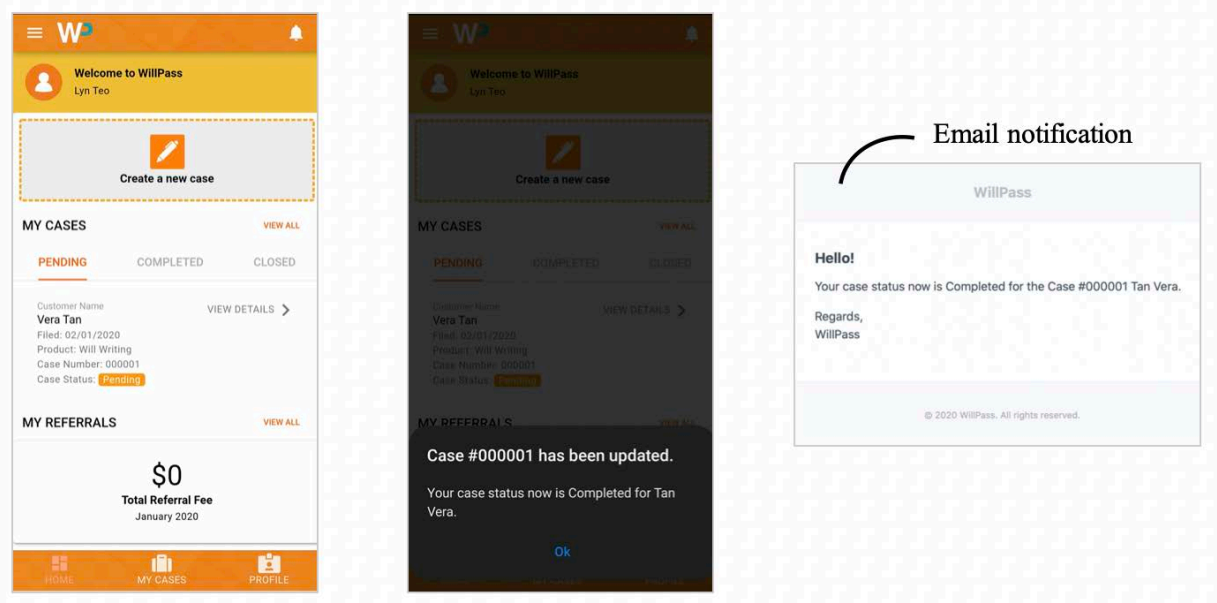 WP
Welcome to WillPass
Lyn Teo
Create a new case
MY CASES
VIEW ALL
PENDING
COMPLETED
CLOSED
Customer Name
Vera Tan
VIEW DETAILS
Filed: 02/01/2020
Product: Will Writing
Case Number: 000001
Case Status: Pending
MY REFERRALS
VIEW ALL
$0
Total Referral Fee
January 2020
HOME
MY CASES
PROFILE
WP
Welcome to WillPass
Lyn Teo
Create a new case
MY CASES
VIEW ALL
PENDING
COMPLETED
CLOSED
Customer Name
Vera Tan
VIEW DETAILS
Filed: 02/01/2020
Product: Will Writing
Case Number: 000001
Case Status: Pending
MY REFERRALS
VIEW ALL
Case #000001 has been updated.
Your case status now is Completed for Tan
Vera.
Ok
MY CASES
PROFILE
Email notification
WillPass
Hello!
Your case status now is Completed for the Case #000001 Tan Vera.
Regards,
WillPass
© 2020 WillPass. All rights reserved.